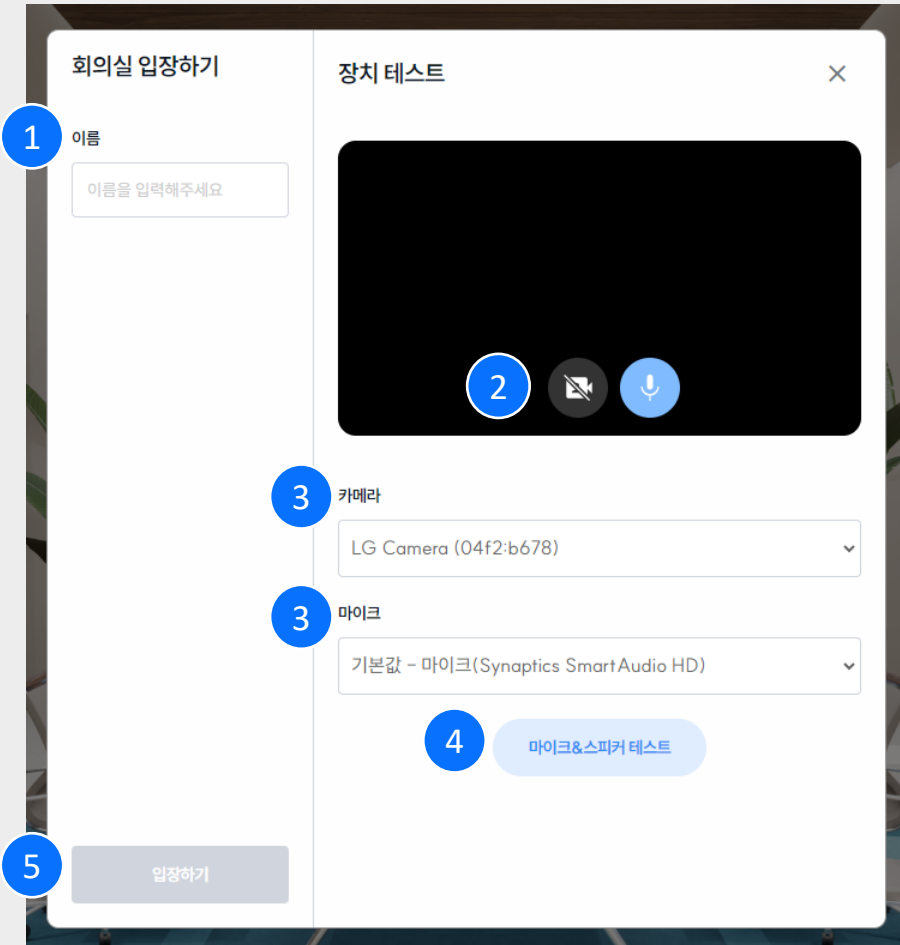 회의실 입장하기
1
이름
이름을 입력해주세요
장치 테스트
2
3
카메라
LG Camera (04f2:b678)
3
마이크
기본값 - 마이크(Synaptics SmartAudio HD)
4
마이크&스피커 테스트
5
입장하기